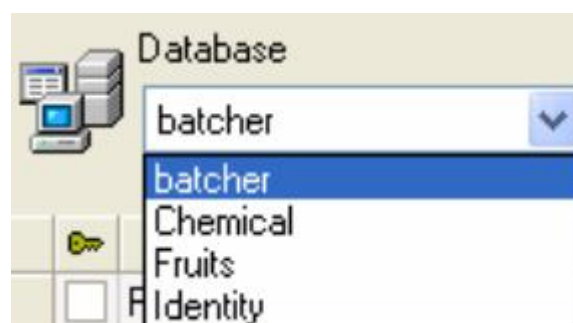 Database
batcher
batcher
Chemical
Fruits
Identity